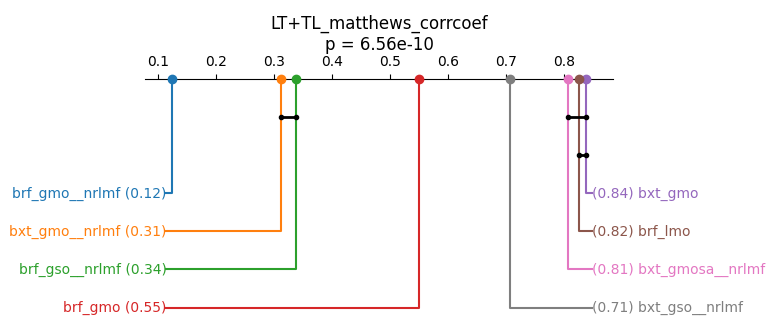 LT+TL_matthews_corrcoef
p = 6.56e-10
0.1 0.2 0.3 0.4 0.5 0.6 0.7 0.8
brf_gmo__nrlmf (0.12) (0.84) bxt_gmo
bxt_gmo__nrlmf (0.31) (0.82) brf_lmo
brf_gso__nrlmf (0.34) (0.81) bxt_gmosa__nrlmf
brf_gmo (0.55) (0.71) bxt_gso__nrlmf